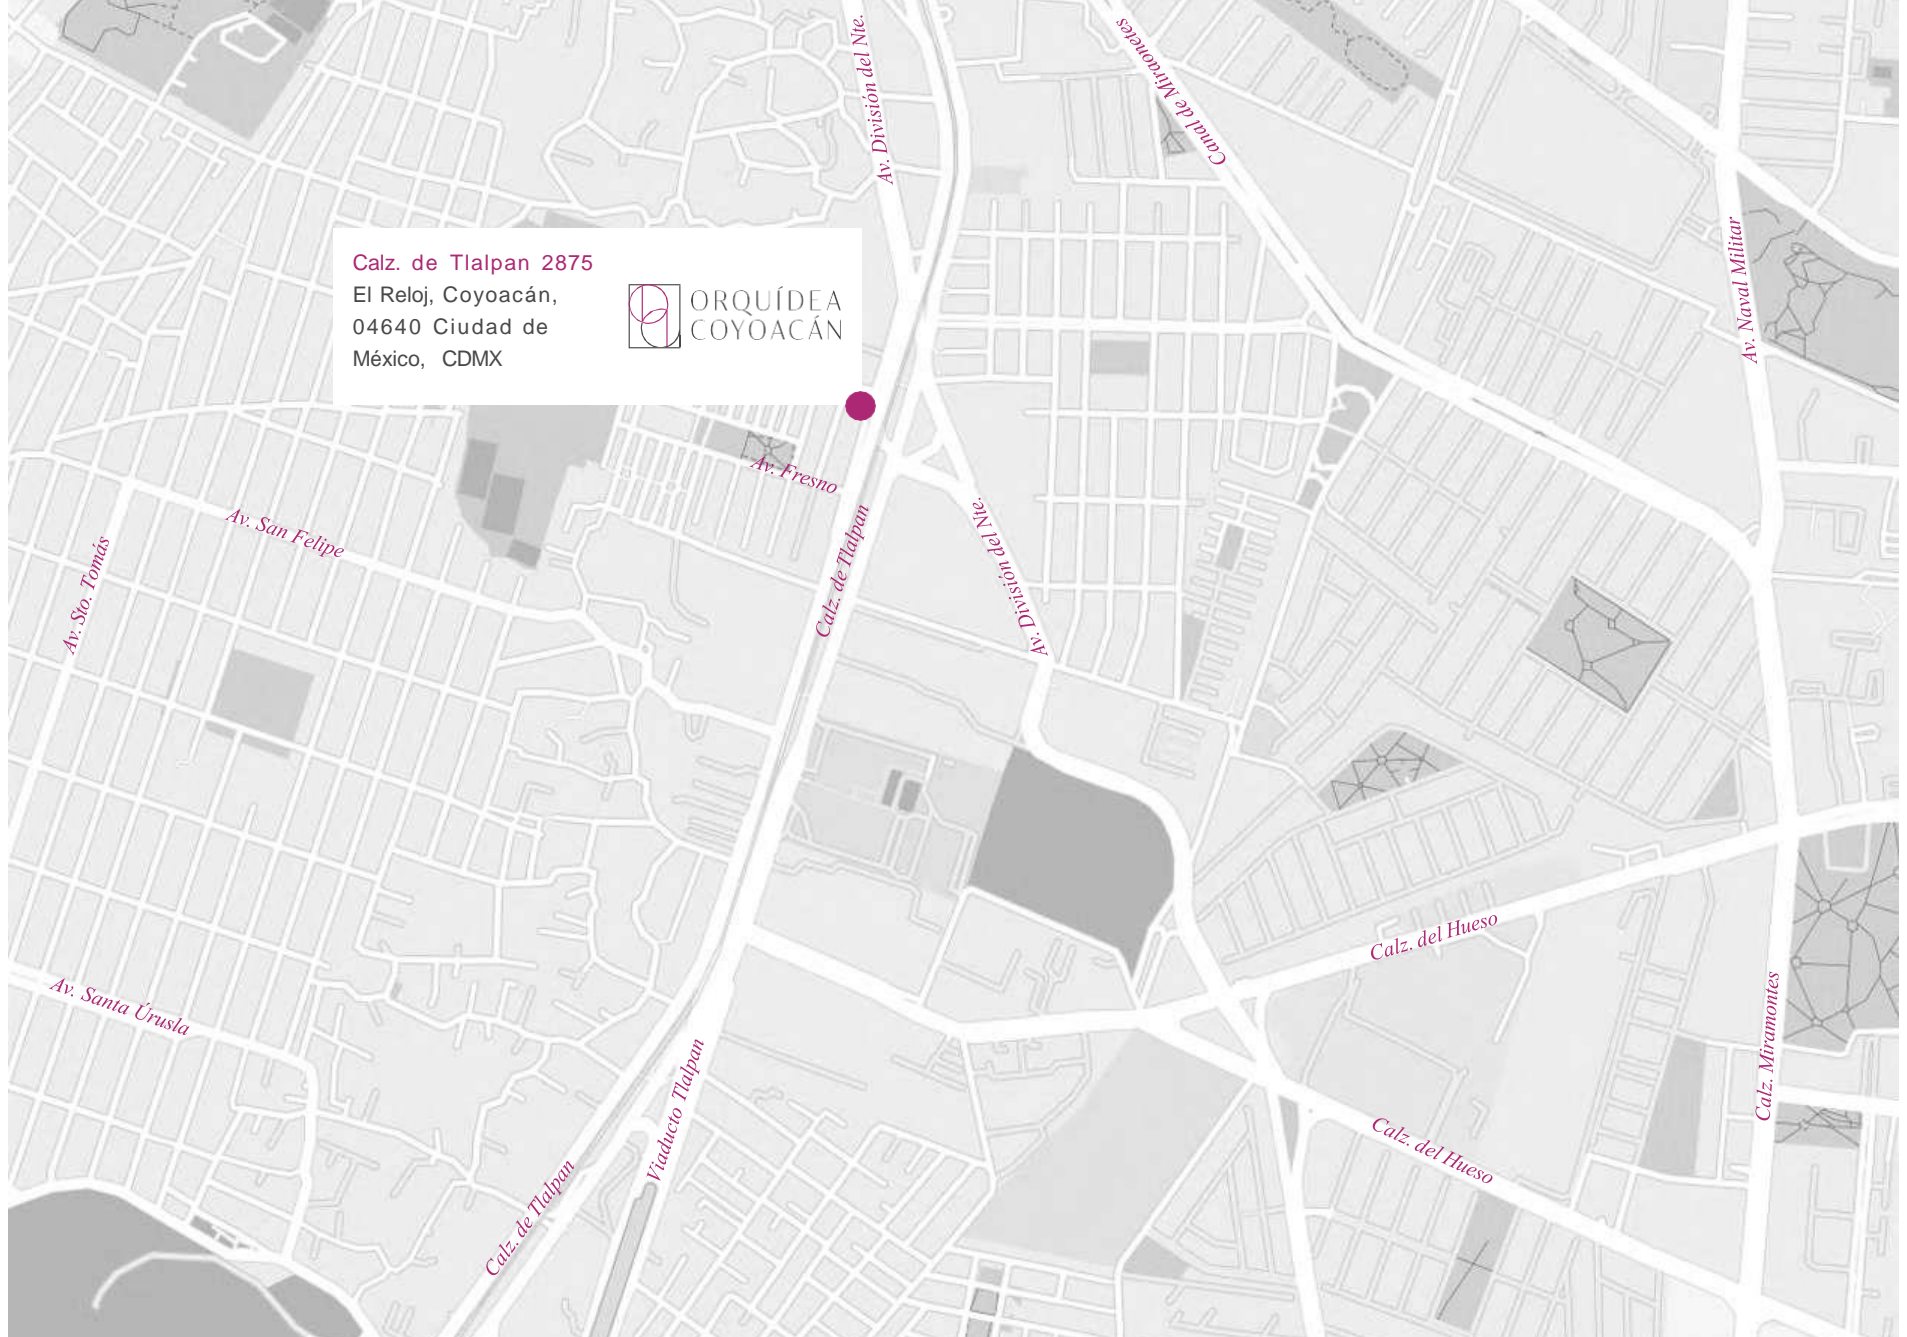 Av. División del Nte.
Canal de Miraonetes
Av. Naval Militar
Calz. de Tlalpan 2875
El Reloj, Coyoacán,
04640 Ciudad de
México, CDMX
ORQUÍDEA
COYOACÁN
Av. Fresno
Av. San Felipe
Av. Sto. Tomás
Calz. de Tlalpan
Av. División del Nte.
Calz. del Hueso
Av. Santa Úrusla
Calz. Miramontes
Viaducto Tlalpan
Calz. del Hueso
Calz. de Tlalpan